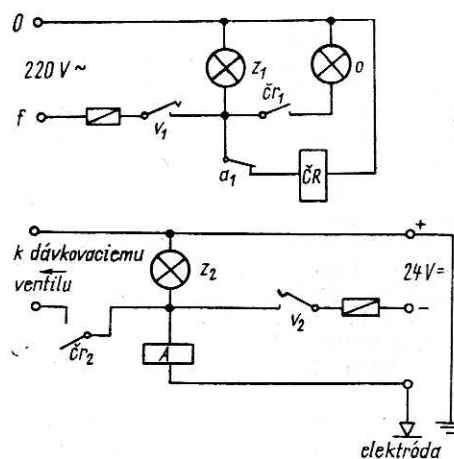 0
220 V ~
z₁
o
čr₁
f
v₁
a₁
ČR
k dávkovaciemu
ventilu
z₂
+
24 V =
v₂
−
čr₂
A
elektróda